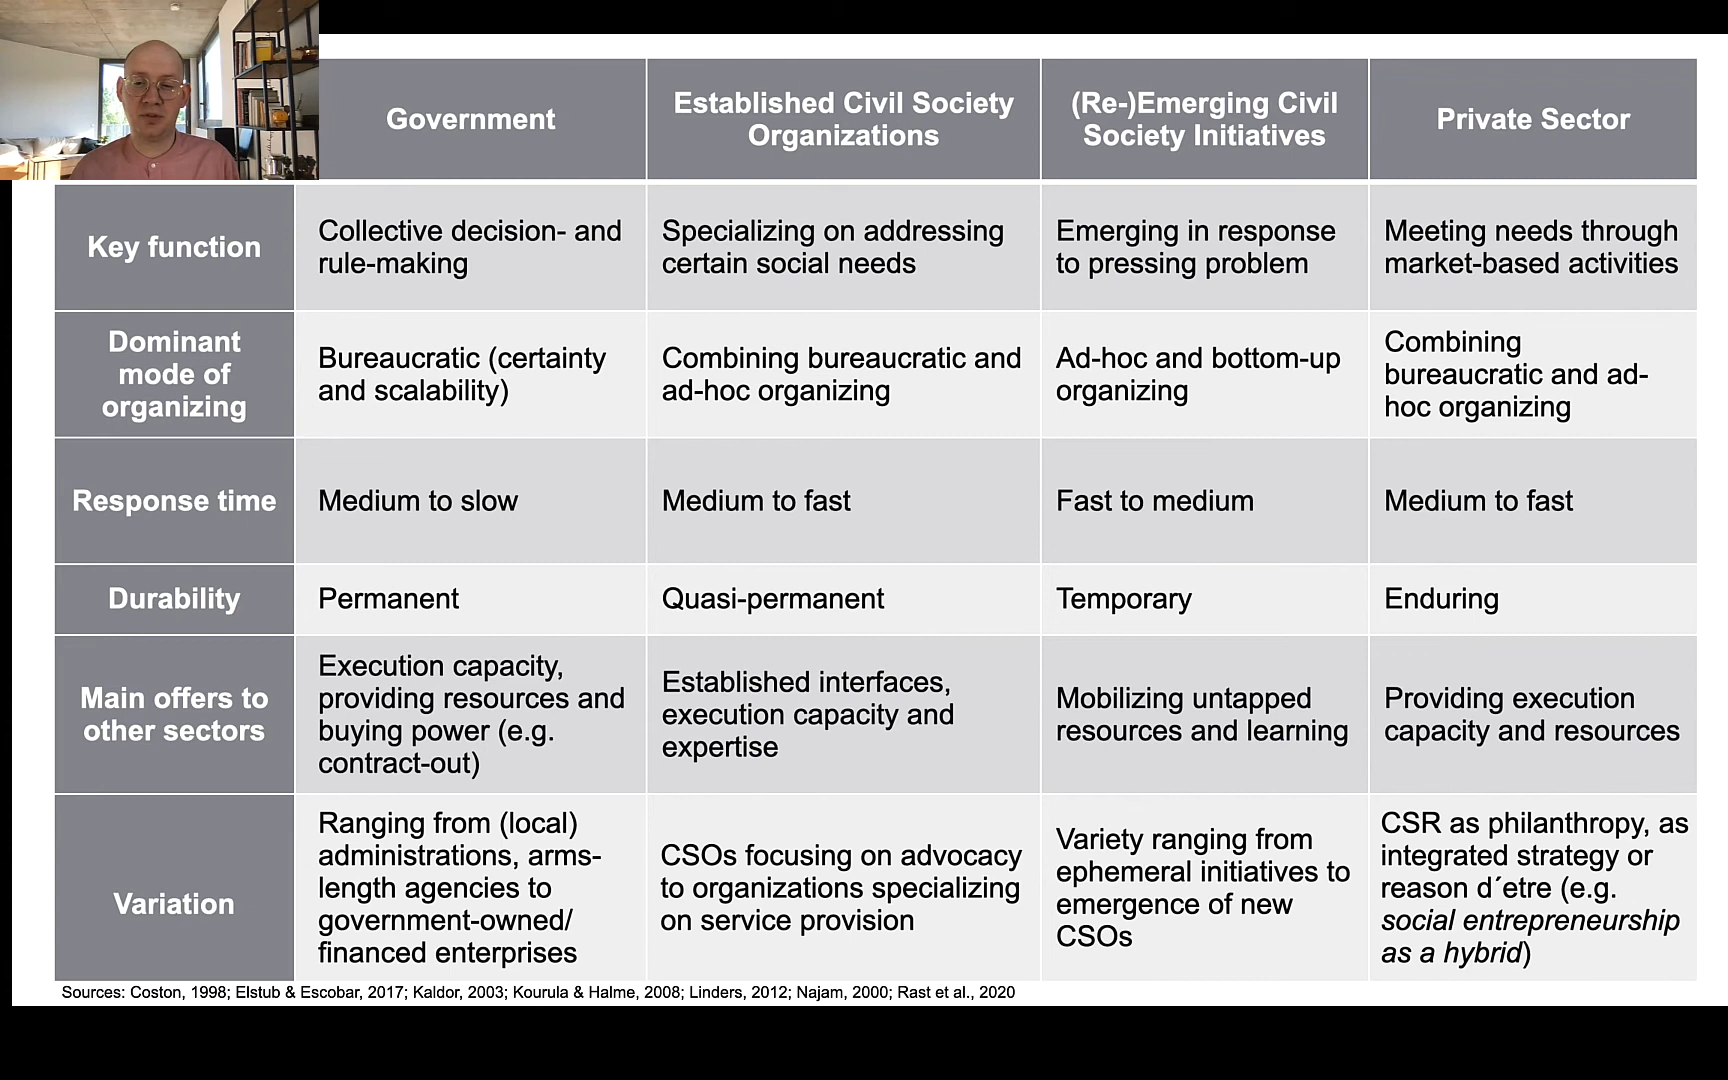 Government
Established Civil Society
Organizations
(Re-)Emerging Civil
Society Initiatives
Private Sector
Key function
Collective decision- and
rule-making
Specializing on addressing
certain social needs
Emerging in response
to pressing problem
Meeting needs through
market-based activities
Dominant
mode of
organizing
Bureaucratic (certainty
and scalability)
Combining bureaucratic and
ad-hoc organizing
Ad-hoc and bottom-up
organizing
Combining
bureaucratic and ad-
hoc organizing
Response time
Medium to slow
Medium to fast
Fast to medium
Medium to fast
Durability
Permanent
Quasi-permanent
Temporary
Enduring
Main offers to
other sectors
Execution capacity,
providing resources and
buying power (e.g.
contract-out)
Established interfaces,
execution capacity and
expertise
Mobilizing untapped
resources and learning
Providing execution
capacity and resources
Variation
Ranging from (local)
administrations, arms-
length agencies to
government-owned/
financed enterprises
CSOs focusing on advocacy
to organizations specializing
on service provision
Variety ranging from
ephemeral initiatives to
emergence of new
CSOs
CSR as philanthropy, as
integrated strategy or
reason d´etre (e.g.
social entrepreneurship
as a hybrid)
Sources: Coston, 1998; Elstub & Escobar, 2017; Kaldor, 2003; Kourula & Halme, 2008; Linders, 2012; Najam, 2000; Rast et al., 2020